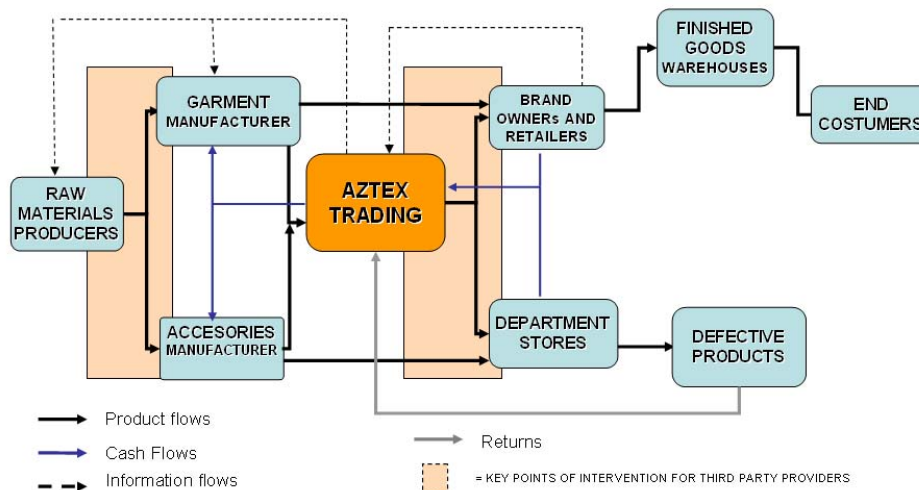 FINISHED
GOODS
WAREHOUSES
GARMENT
MANUFACTURER
BRAND
OWNERs AND
RETAILERS
END
COSTUMERS
RAW
MATERIALS
PRODUCERS
AZTEX
TRADING
ACCESORIES
MANUFACTURER
DEPARTMENT
STORES
DEFECTIVE
PRODUCTS
Product flows
Cash Flows
Information flows
Returns
= KEY POINTS OF INTERVENTION FOR THIRD PARTY PROVIDERS